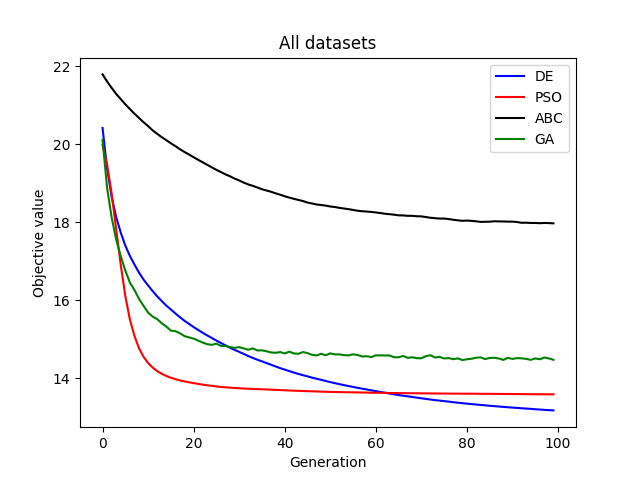 All datasets
22
20
18
16
14
Objective value
DE
PSO
ABC
GA
0
20
40
60
80
100
Generation